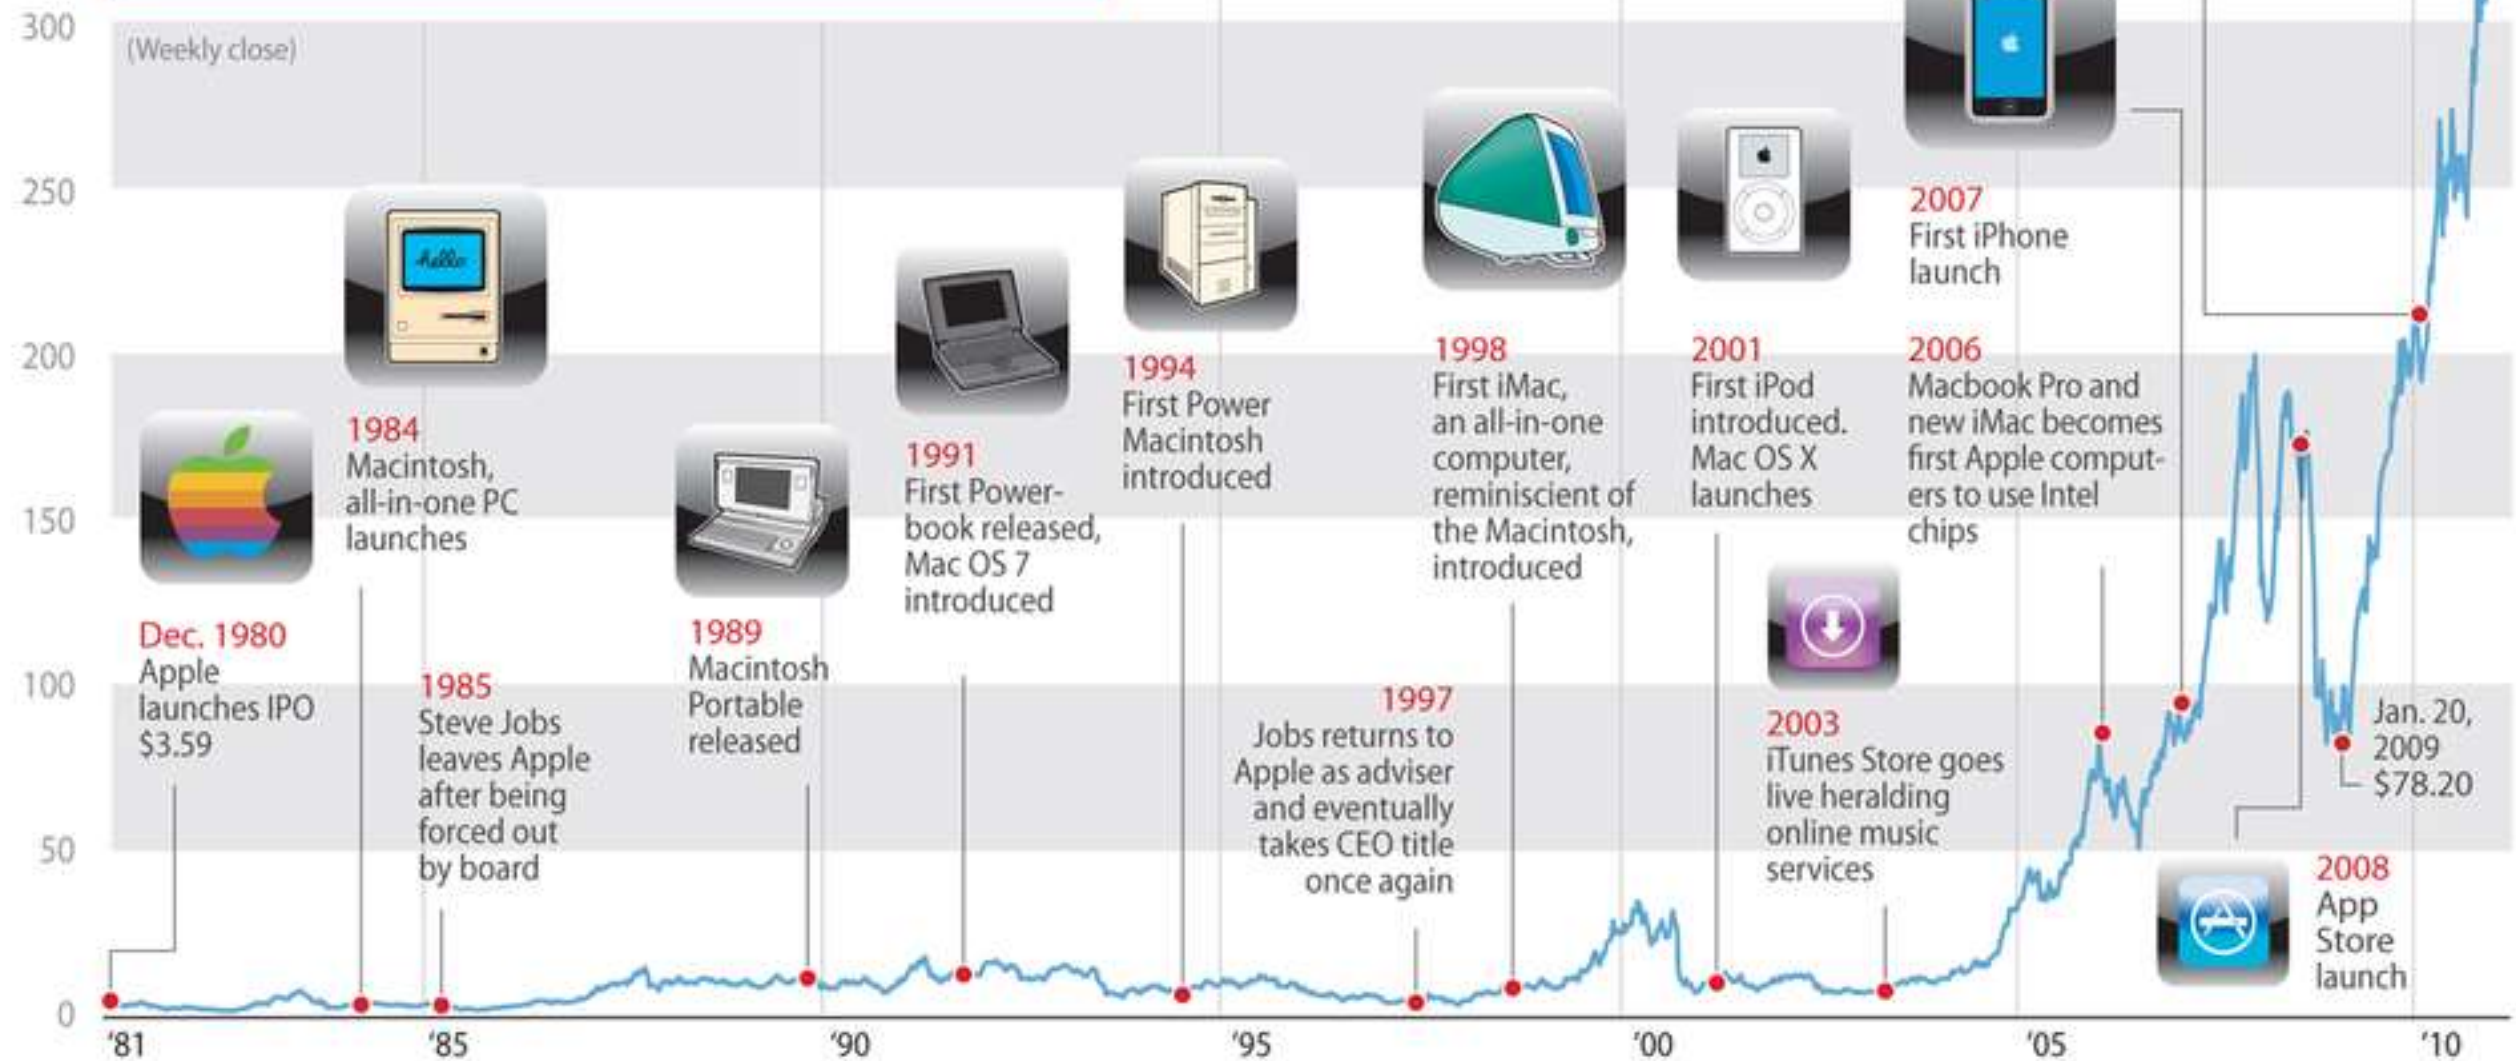 300
(Weekly close)
250
200
150
100
50
0
'81
'85
'90
'95
'00
'05
'10
Dec. 1980
Apple
launches IPO
$3.59
hello
1984
Macintosh,
all-in-one PC
launches
1985
Steve Jobs
leaves Apple
after being
forced out
by board
1989
Macintosh
Portable
released
1991
First Power-
book released,
Mac OS 7
introduced
1994
First Power
Macintosh
introduced
1997
Jobs returns to
Apple as adviser
and eventually
takes CEO title
once again
1998
First iMac,
an all-in-one
computer,
reminiscient of
the Macintosh,
introduced
2001
First iPod
introduced.
Mac OS X
launches
2003
iTunes Store goes
live heralding
online music
services
2007
First iPhone
launch
2006
Macbook Pro and
new iMac becomes
first Apple comput-
ers to use Intel
chips
Jan. 20,
2009
$78.20
2008
App
Store
launch